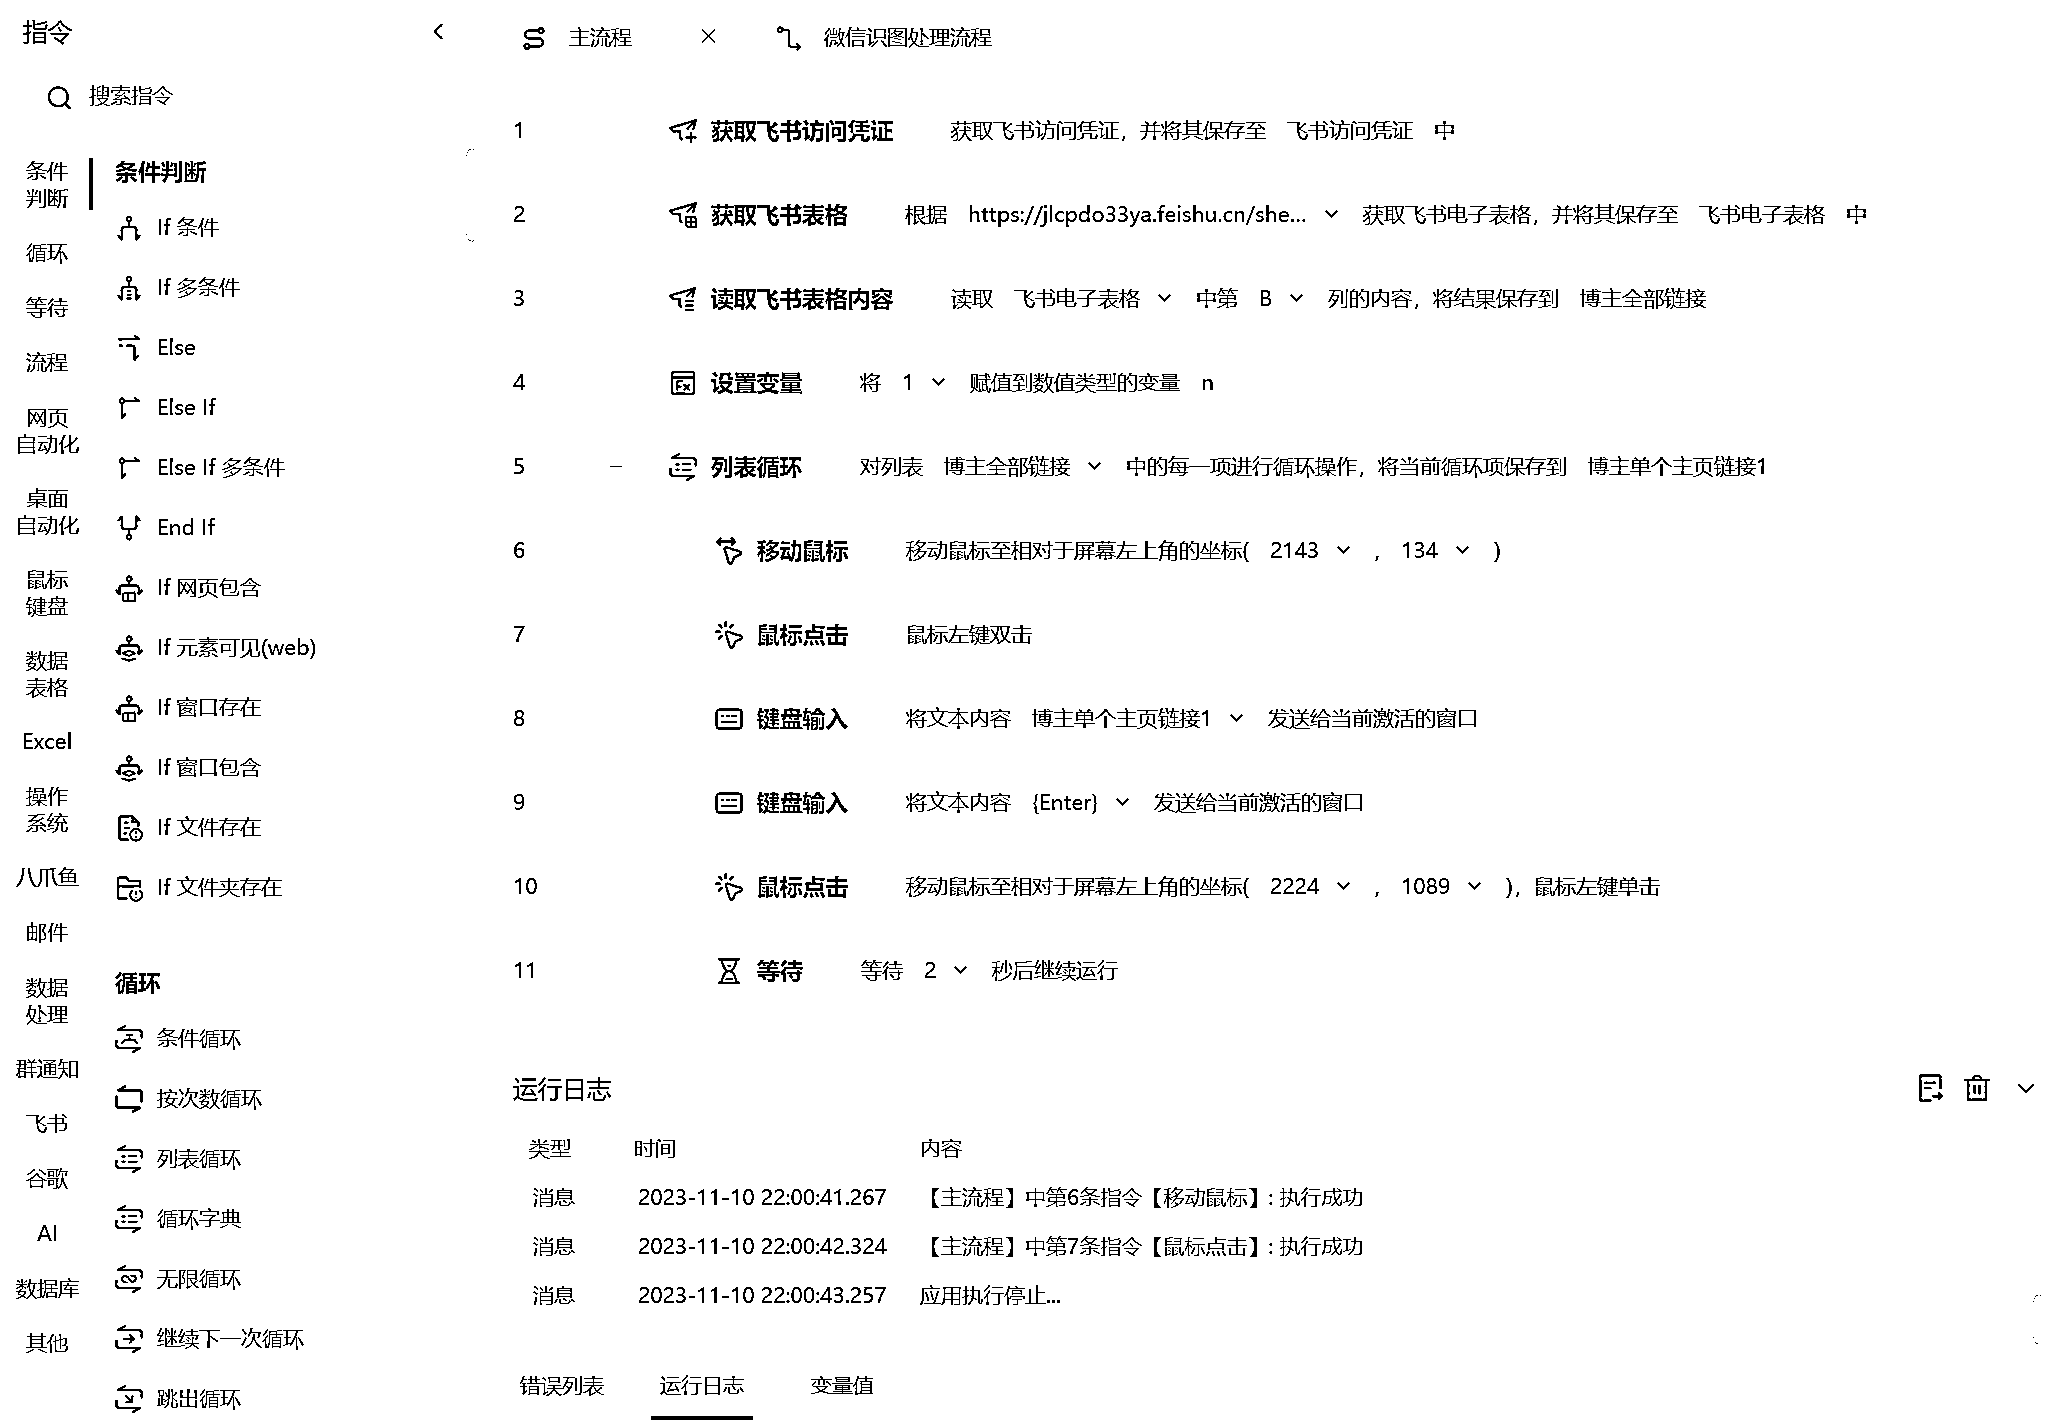 指令
搜索指令
条件
判断
循环
等待
流程
网页
自动化
桌面
自动化
鼠标
键盘
数据
表格
Excel
操作
系统
八爪鱼
邮件
数据
处理
群通知
飞书
谷歌
AI
数据库
其他
条件判断
If 条件
If 多条件
Else
Else If
Else If 多条件
End If
If 网页包含
If 元素可见(web)
If 窗口存在
If 窗口包含
If 文件存在
If 文件夹存在
循环
条件循环
按次数循环
列表循环
循环字典
无限循环
继续下一次循环
跳出循环
主流程 微信识图处理流程
1 获取飞书访问凭证 获取飞书访问凭证，并将其保存至 飞书访问凭证 中
2 获取飞书表格 根据 https://jlcpdo33ya.feishu.cn/she... 获取飞书电子表格，并将其保存至 飞书电子表格 中
3 读取飞书表格内容 读取 飞书电子表格 中第 B 列的内容，将结果保存到 博主全部链接
4 设置变量 将 1 赋值到数值类型的变量 n
5 列表循环 对列表 博主全部链接 中的每一项进行循环操作，将当前循环项保存到 博主单个主页链接1
6 移动鼠标 移动鼠标至相对于屏幕左上角的坐标( 2143 , 134 )
7 鼠标点击 鼠标左键双击
8 键盘输入 将文本内容 博主单个主页链接1 发送给当前激活的窗口
9 键盘输入 将文本内容 {Enter} 发送给当前激活的窗口
10 鼠标点击 移动鼠标至相对于屏幕左上角的坐标( 2224 , 1089 )，鼠标左键单击
11 等待 等待 2 秒后继续运行
运行日志
类型 时间 内容
消息 2023-11-10 22:00:41.267 【主流程】中第6条指令【移动鼠标】: 执行成功
消息 2023-11-10 22:00:42.324 【主流程】中第7条指令【鼠标点击】: 执行成功
消息 2023-11-10 22:00:43.257 应用执行停止...
错误列表 运行日志 变量值